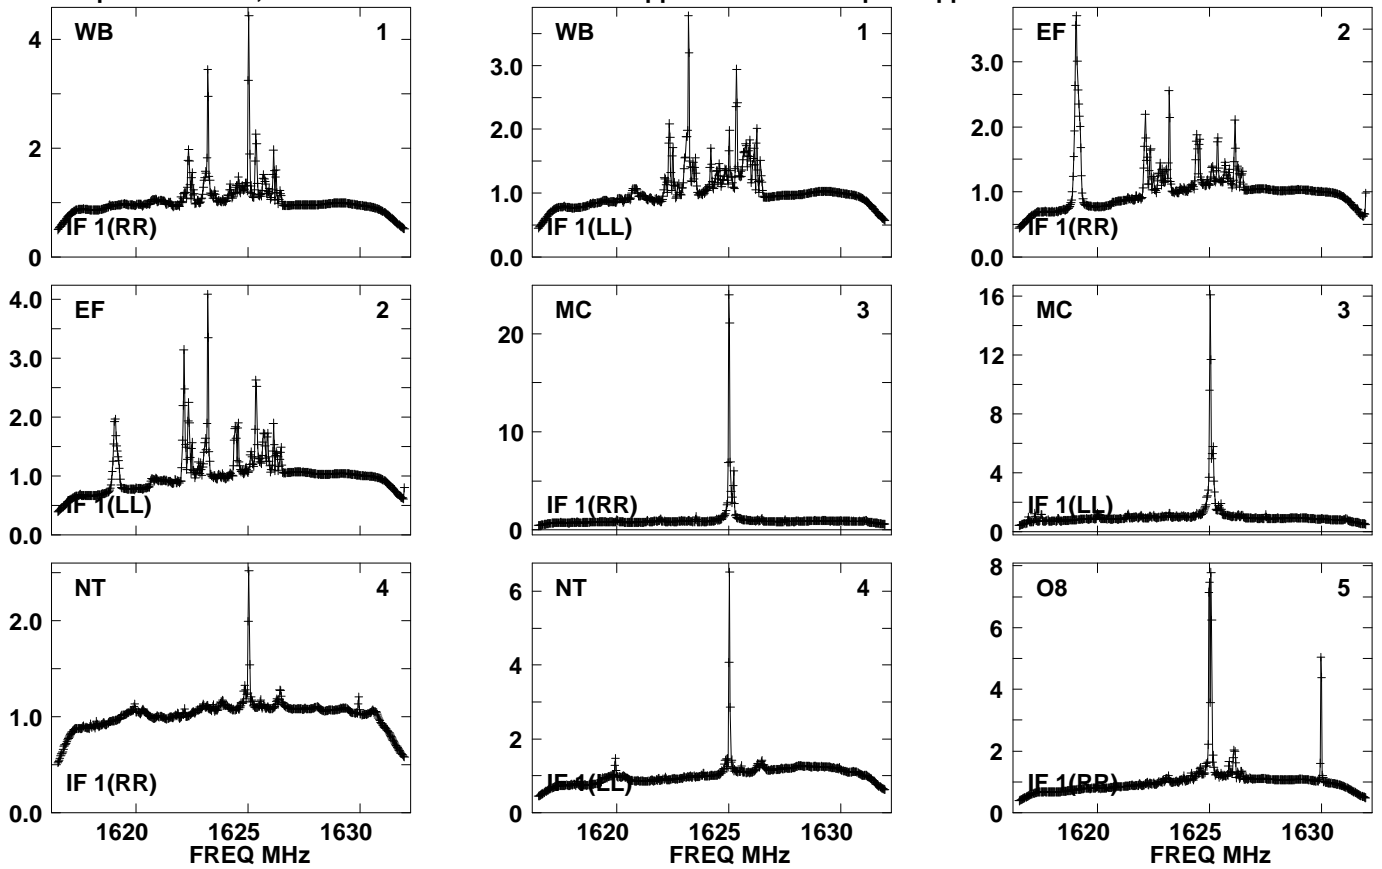 WB 1
4
2
0
IF 1(RR)
WB 1
3.0
2.0
1.0
0.0
IF 1(LL)
EF 2
3.0
2.0
1.0
0.0
IF 1(RR)
EF 2
4.0
3.0
2.0
1.0
0.0
IF 1(LL)
MC 3
20
10
0
IF 1(RR)
MC 3
16
12
8
4
0
IF 1(LL)
NT 4
2.0
1.0
0.0
IF 1(RR)
1620 1625 1630
FREQ MHz
NT 4
6
4
2
0
IF 1(LL)
1620 1625 1630
FREQ MHz
O8 5
8
6
4
2
0
IF 1(RR)
1620 1625 1630
FREQ MHz